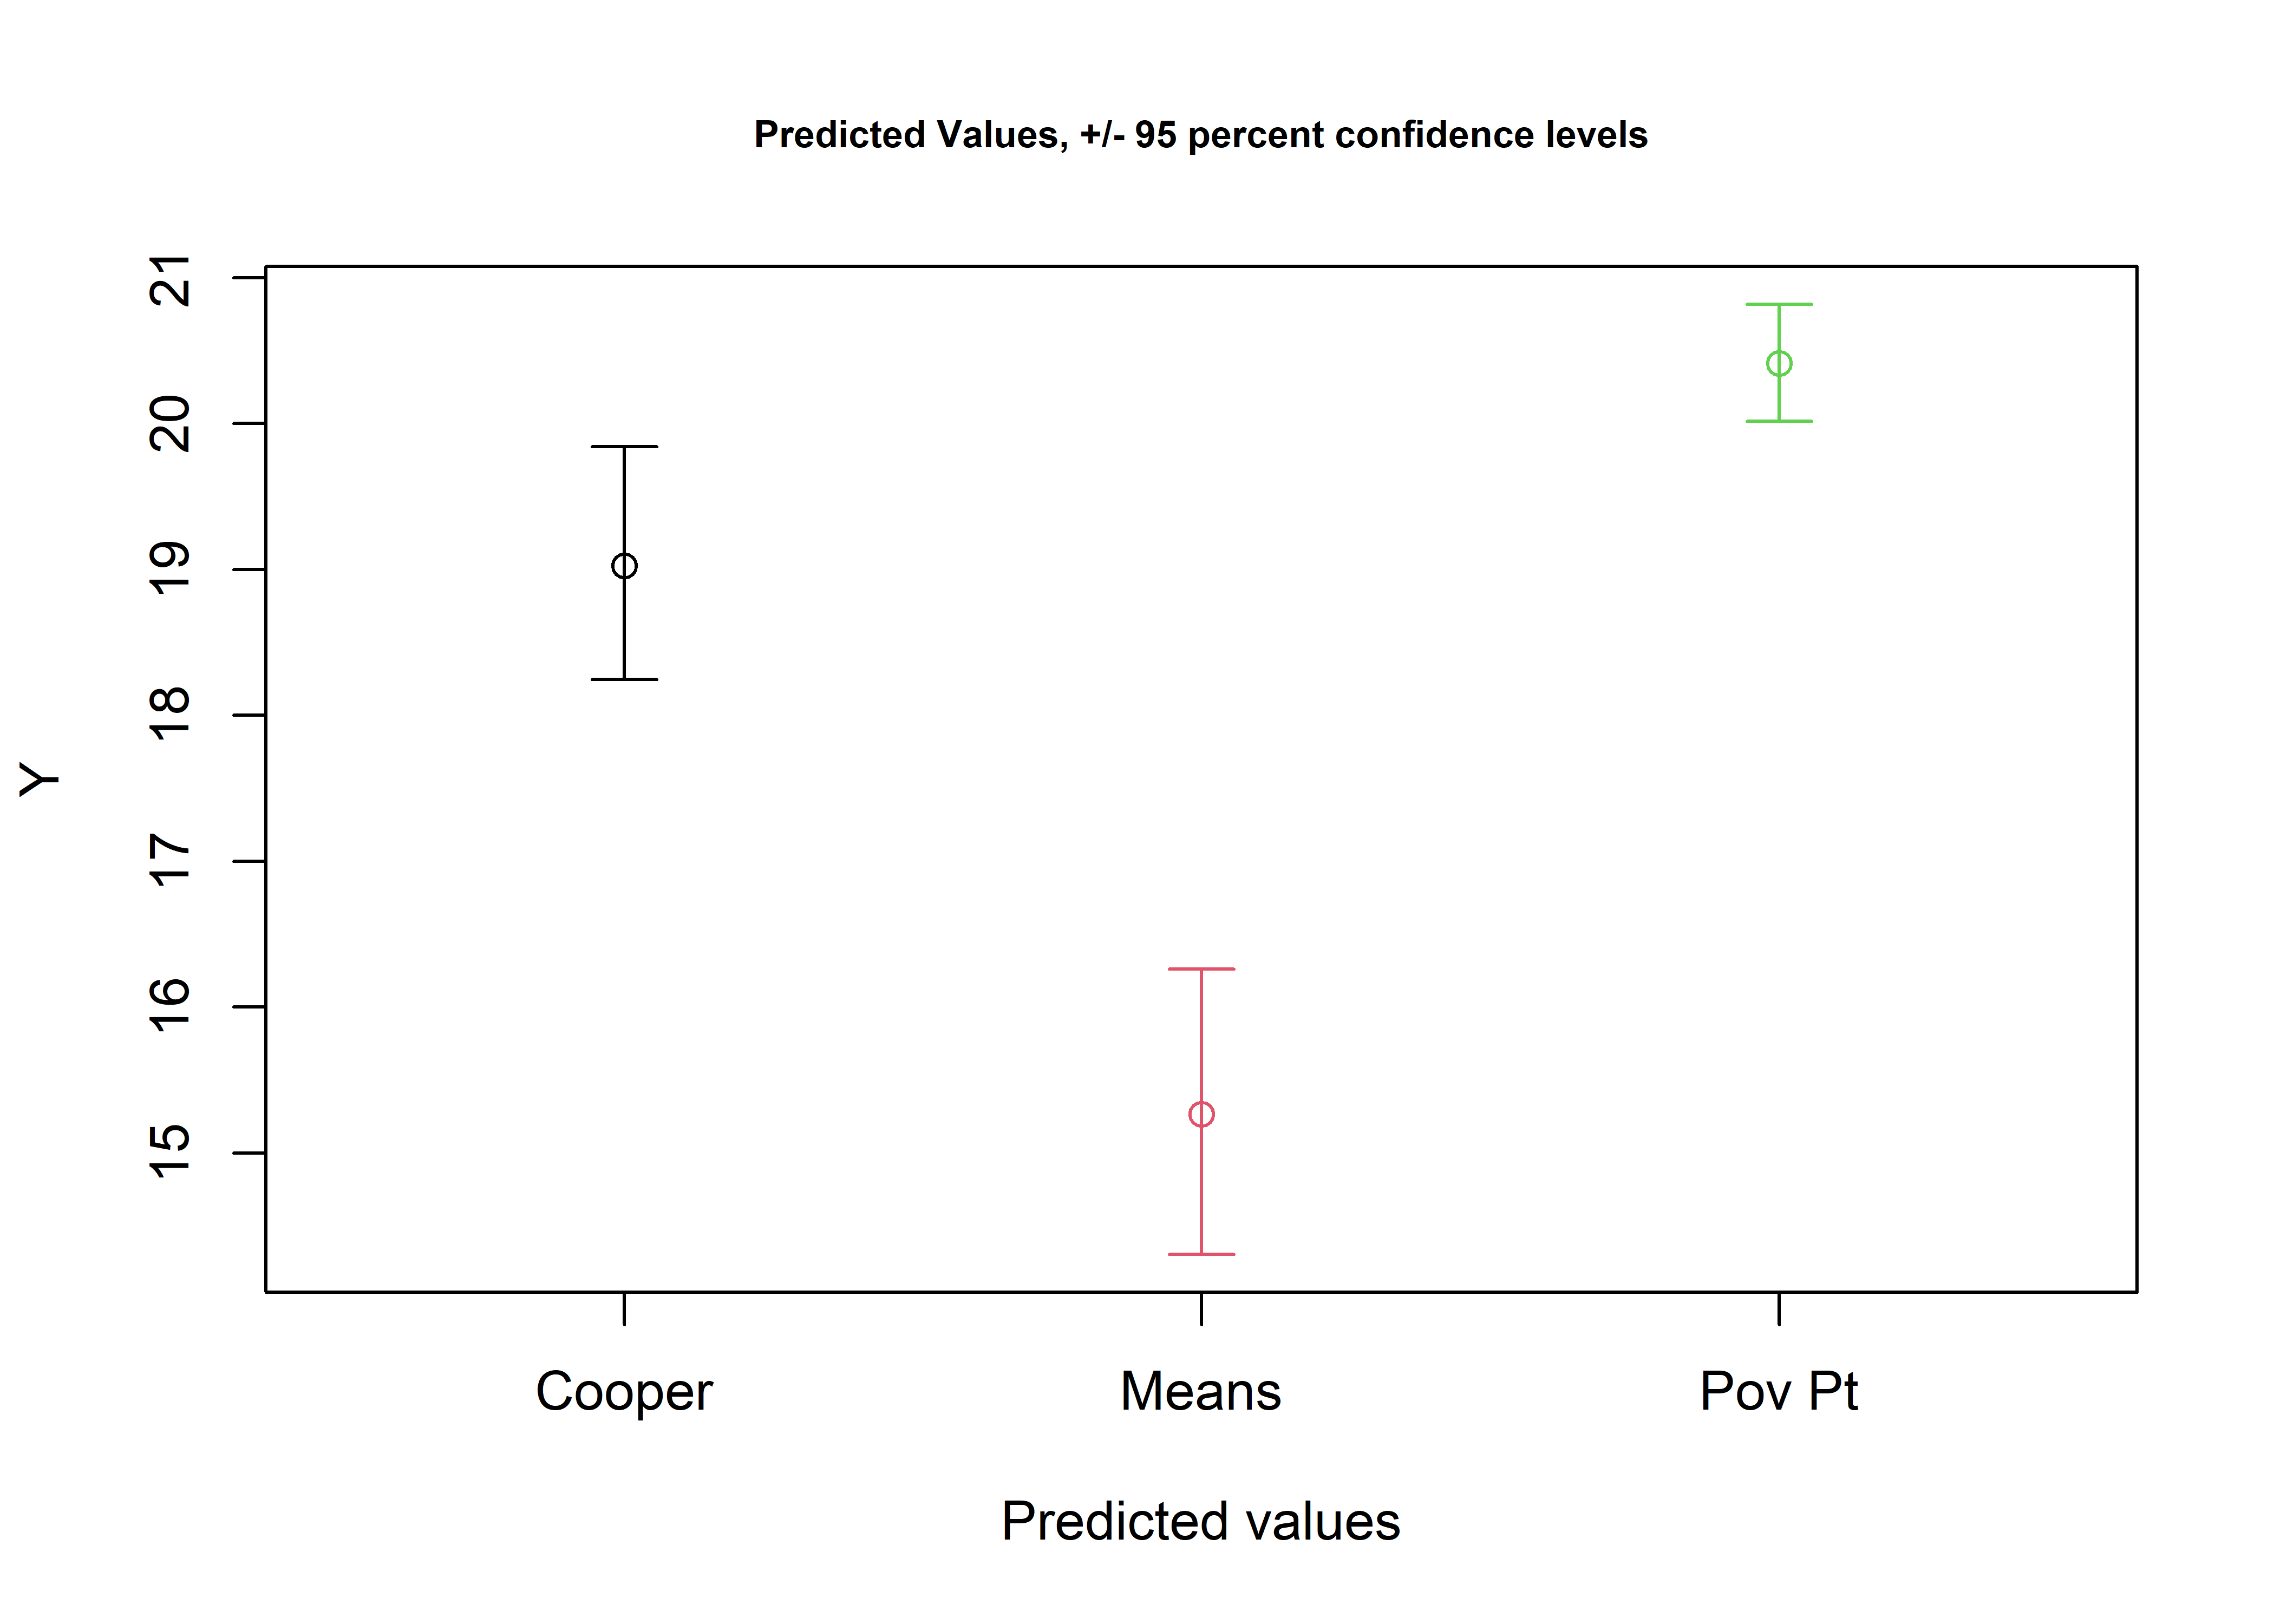 Predicted Values, +/- 95 percent confidence levels
21
20
19
18
17
16
15
Y
Cooper
Means
Pov Pt
Predicted values